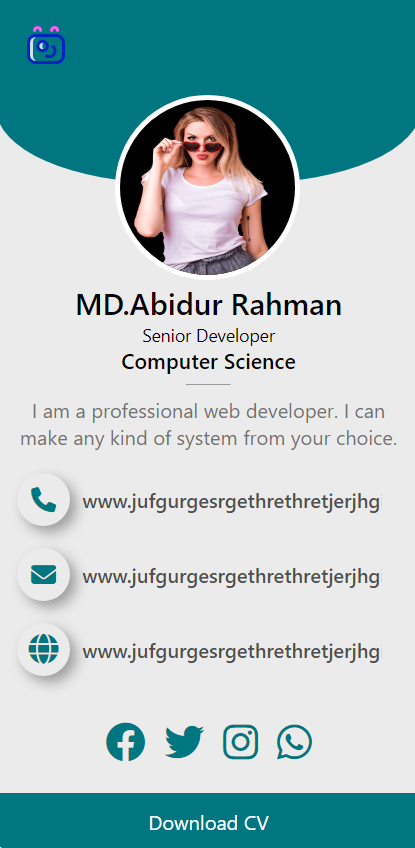 MD.Abidur Rahman
Senior Developer
Computer Science
I am a professional web developer. I can
make any kind of system from your choice.
www.jufgurgesrgethrethretjerjhg
www.jufgurgesrgethrethretjerjhg
www.jufgurgesrgethrethretjerjhg
Download CV